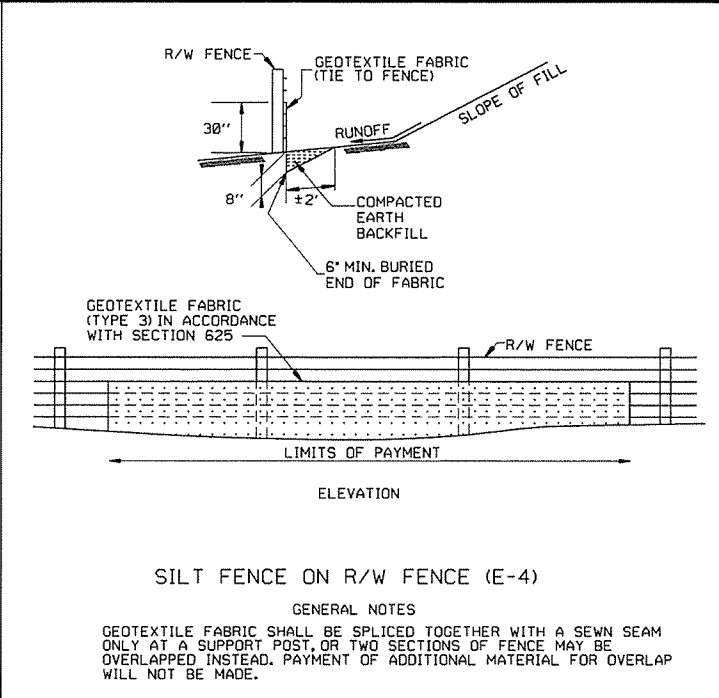 R/W FENCE
GEOTEXTILE FABRIC
(TIE TO FENCE)
SLOPE OF FILL
30"
RUNOFF
8"
±2'
COMPACTED
EARTH
BACKFILL
6" MIN. BURIED
END OF FABRIC
GEOTEXTILE FABRIC
(TYPE 3) IN ACCORDANCE
WITH SECTION 625
R/W FENCE
LIMITS OF PAYMENT
ELEVATION
SILT FENCE ON R/W FENCE (E-4)
GENERAL NOTES
GEOTEXTILE FABRIC SHALL BE SPLICED TOGETHER WITH A SEWN SEAM
ONLY AT A SUPPORT POST, OR TWO SECTIONS OF FENCE MAY BE
OVERLAPPED INSTEAD. PAYMENT OF ADDITIONAL MATERIAL FOR OVERLAP
WILL NOT BE MADE.